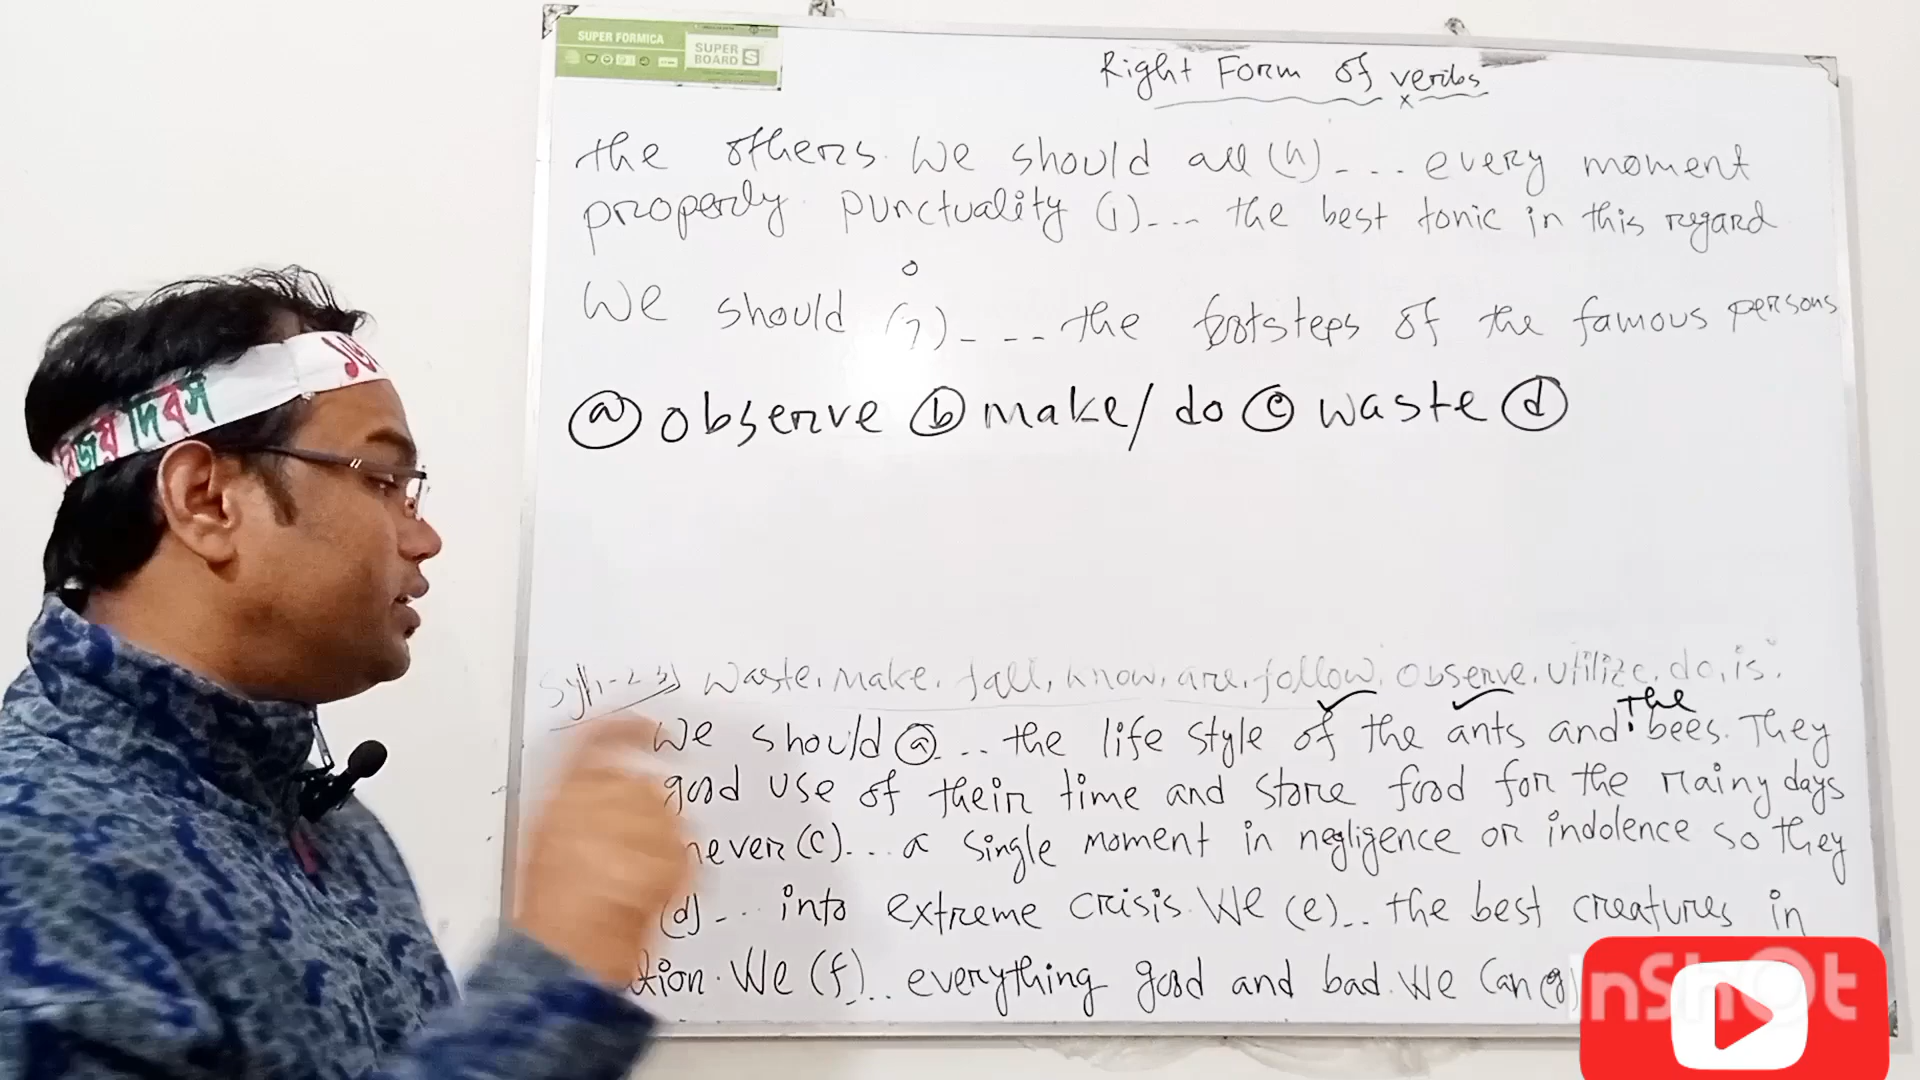 SUPER FORMICA
SUPER BOARD S
Right Form of verbs
the others. We should all (h) ... every moment
properly. punctuality (i) ... the best tonic in this regard
We should (j) ... the footsteps of the famous persons
(a) observe (b) make/do (c) waste (d)
waste, make, fall, know, are, follow, observe, utilize, do, is.
The
We should (a) ... the life style of the ants and bees. They
good use of their time and store food for the rainy days
never (c) ... a single moment in negligence or indolence so they
(d) ... into extreme crisis. We (e) .. the best creatures in
We (f) .. everything good and bad. We can (g)
InShOt
দিবস